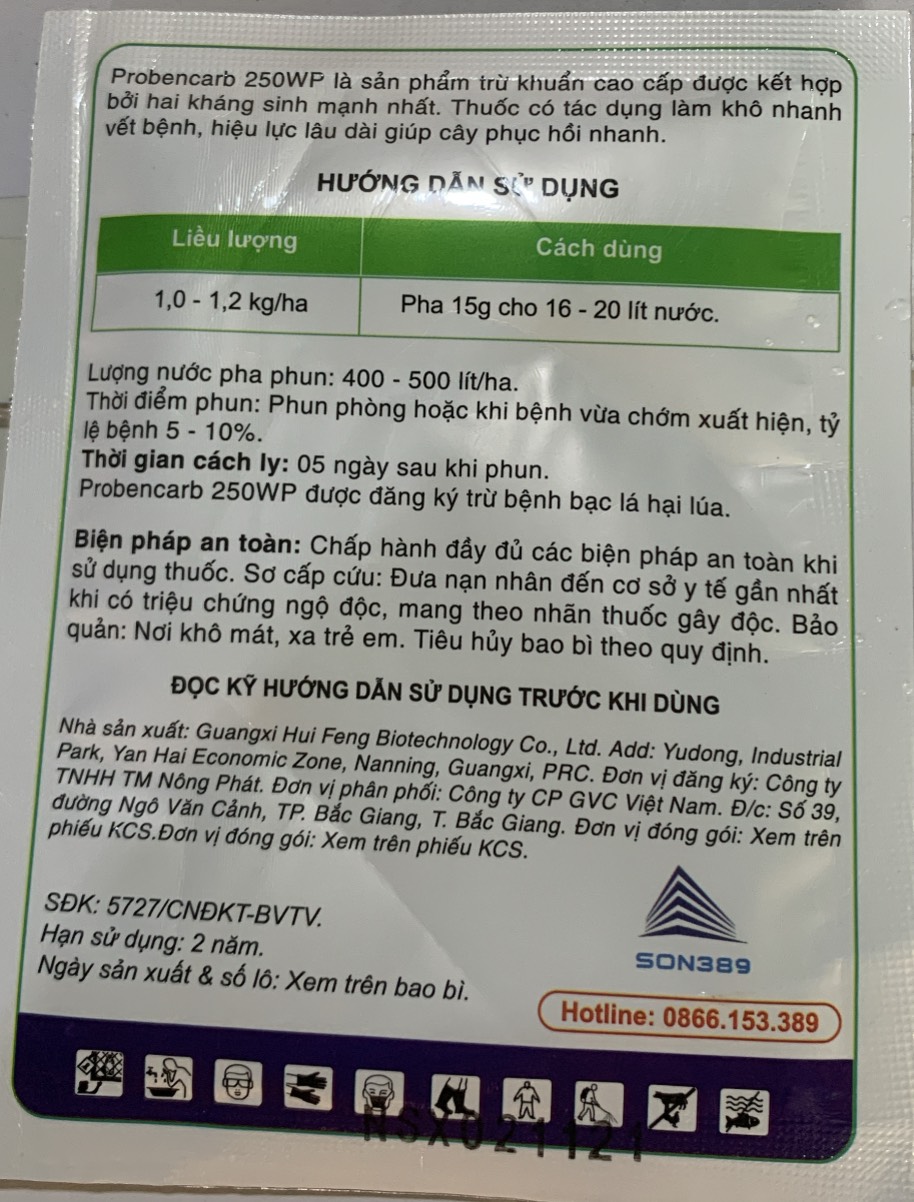 Probencarb 250WP là sản phẩm trừ khuẩn cao cấp được kết hợp
bởi hai kháng sinh mạnh nhất. Thuốc có tác dụng làm khô nhanh
vết bệnh, hiệu lực lâu dài giúp cây phục hồi nhanh.
HƯỚNG DẪN SỬ DỤNG
Liều lượng
Cách dùng
1,0 - 1,2 kg/ha
Pha 15g cho 16 - 20 lít nước.
Lượng nước pha phun: 400 - 500 lít/ha.
Thời điểm phun: Phun phòng hoặc khi bệnh vừa chớm xuất hiện, tỷ
lệ bệnh 5 - 10%.
Thời gian cách ly: 05 ngày sau khi phun.
Probencarb 250WP được đăng ký trừ bệnh bạc lá hại lúa.
Biện pháp an toàn: Chấp hành đầy đủ các biện pháp an toàn khi
sử dụng thuốc. Sơ cấp cứu: Đưa nạn nhân đến cơ sở y tế gần nhất
khi có triệu chứng ngộ độc, mang theo nhãn thuốc gây độc. Bảo
quản: Nơi khô mát, xa trẻ em. Tiêu hủy bao bì theo quy định.
ĐỌC KỸ HƯỚNG DẪN SỬ DỤNG TRƯỚC KHI DÙNG
Nhà sản xuất: Guangxi Hui Feng Biotechnology Co., Ltd. Add: Yudong, Industrial
Park, Yan Hai Economic Zone, Nanning, Guangxi, PRC. Đơn vị đăng ký: Công ty
TNHH TM Nông Phát. Đơn vị phân phối: Công ty CP GVC Việt Nam. Đ/c: Số 39,
đường Ngô Văn Cảnh, TP. Bắc Giang, T. Bắc Giang. Đơn vị đóng gói: Xem trên
phiếu KCS.Đơn vị đóng gói: Xem trên phiếu KCS.
SĐK: 5727/CNĐKT-BVTV.
Hạn sử dụng: 2 năm.
Ngày sản xuất & số lô: Xem trên bao bì.
SON389
Hotline: 0866.153.389
NSX021121